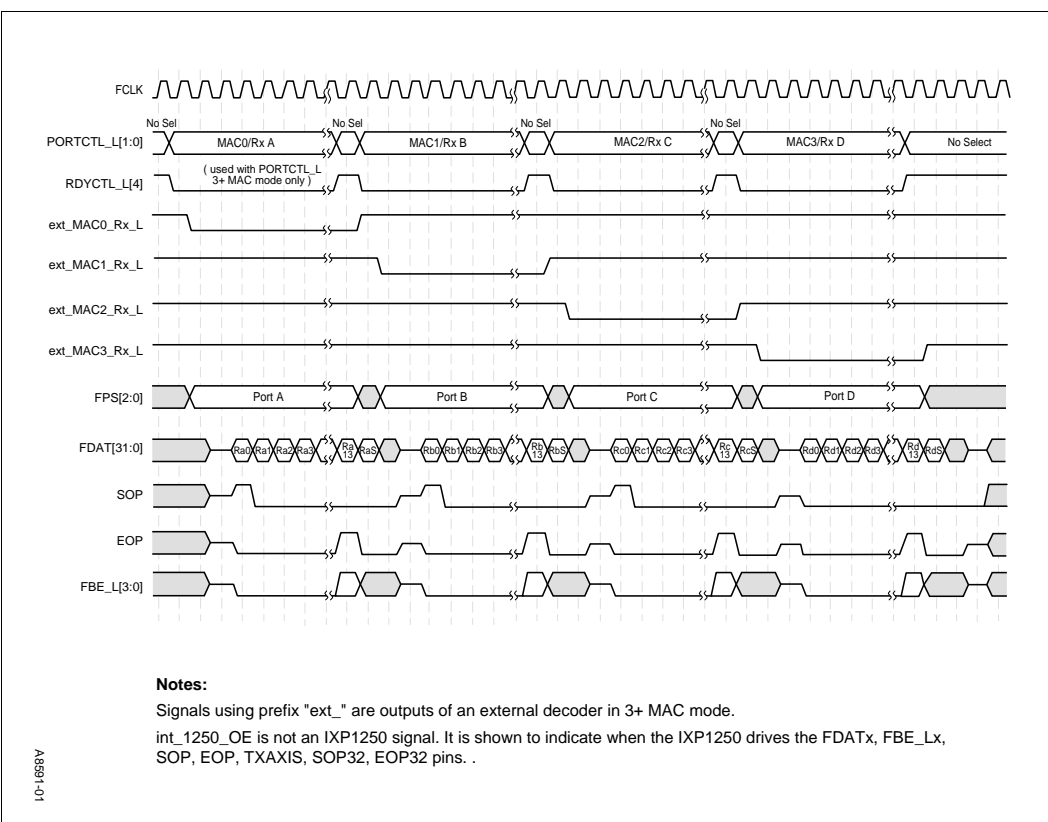 FCLK
No Sel No Sel No Sel No Sel
PORTCTL_L[1:0] MAC0/Rx A MAC1/Rx B MAC2/Rx C MAC3/Rx D No Select
( used with PORTCTL_L
3+ MAC mode only )
RDYCTL_L[4]
ext_MAC0_Rx_L
ext_MAC1_Rx_L
ext_MAC2_Rx_L
ext_MAC3_Rx_L
FPS[2:0] Port A Port B Port C Port D
FDAT[31:0] Ra0 Ra1 Ra2 Ra3 Ra 13 RaS Rb0 Rb1 Rb2 Rb3 Rb 13 RbS Rc0 Rc1 Rc2 Rc3 Rc 13 RcS Rd0 Rd1 Rd2 Rd3 Rd 13 RdS
SOP
EOP
FBE_L[3:0]
Notes:
Signals using prefix "ext_" are outputs of an external decoder in 3+ MAC mode.
int_1250_OE is not an IXP1250 signal. It is shown to indicate when the IXP1250 drives the FDATx, FBE_Lx,
SOP, EOP, TXAXIS, SOP32, EOP32 pins. .
A8591-01